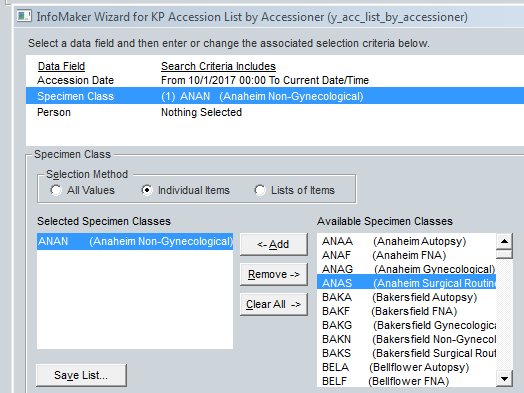 InfoMaker Wizard for KP Accession List by Accessioner (y_acc_list_by_accessioner)
Select a data field and then enter or change the associated selection criteria below.
Data Field Search Criteria Includes
Accession Date From 10/1/2017 00:00 To Current Date/Time
Specimen Class (1) ANAN (Anaheim Non-Gynecological)
Person Nothing Selected
Specimen Class
Selection Method
All Values Individual Items Lists of Items
Selected Specimen Classes
ANAN (Anaheim Non-Gynecological)
<- Add
Remove ->
Clear All ->
Save List...
Available Specimen Classes
ANAA (Anaheim Autopsy)
ANAF (Anaheim FNA)
ANAG (Anaheim Gynecological)
ANAS (Anaheim Surgical Routine
BAKA (Bakersfield Autopsy)
BAKF (Bakersfield FNA)
BAKG (Bakersfield Gynecologica
BAKN (Bakersfield Non-Gynecol
BAKS (Bakersfield Surgical Rout
BELA (Bellflower Autopsy)
BELF (Bellflower FNA)